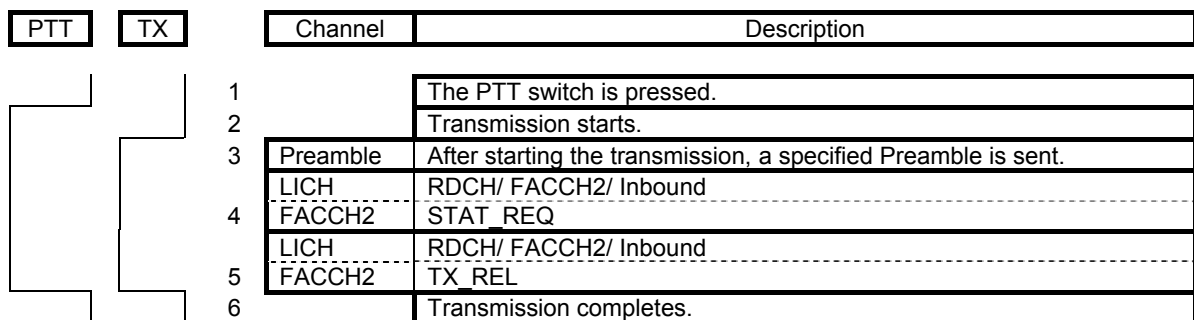 PTT TX Channel Description
1 The PTT switch is pressed.
2 Transmission starts.
3 Preamble After starting the transmission, a specified Preamble is sent.
LICH RDCH/ FACCH2/ Inbound
4 FACCH2 STAT_REQ
LICH RDCH/ FACCH2/ Inbound
5 FACCH2 TX_REL
6 Transmission completes.